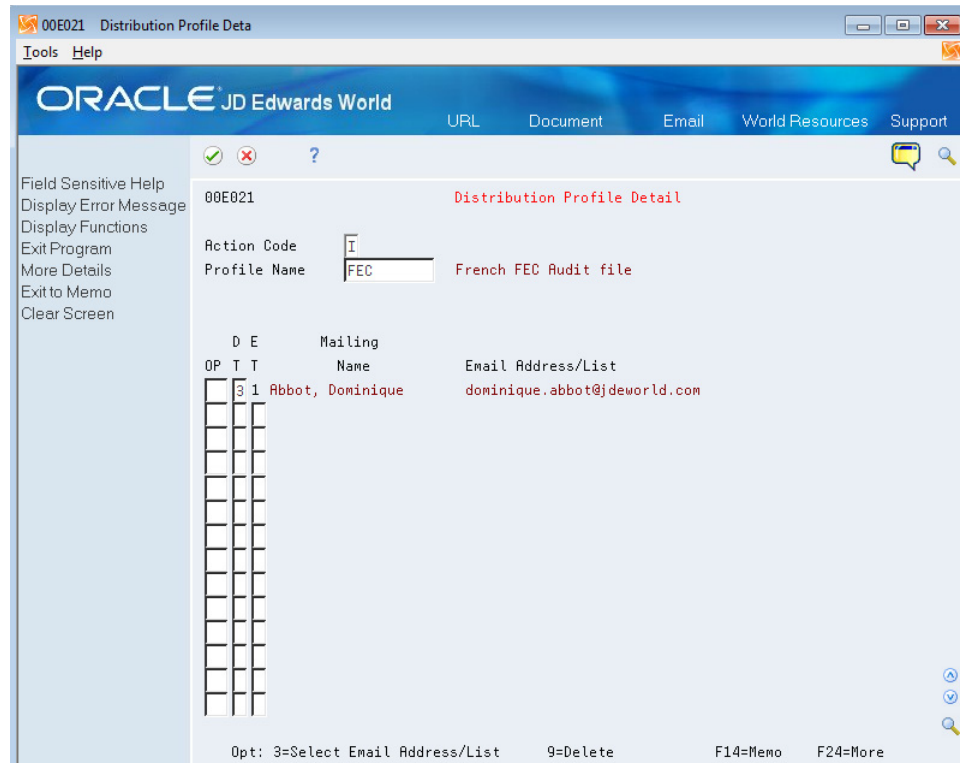 00E021 Distribution Profile Deta
Tools Help
ORACLE JD Edwards World
URL Document Email World Resources Support
?
Field Sensitive Help
Display Error Message
Display Functions
Exit Program
More Details
Exit to Memo
Clear Screen
00E021 Distribution Profile Detail
Action Code I
Profile Name FEC French FEC Audit file
D E Mailing
OP T T Name Email Address/List
3 1 Abbot, Dominique dominique.abbot@jdeworld.com
Opt: 3=Select Email Address/List 9=Delete F14=Memo F24=More